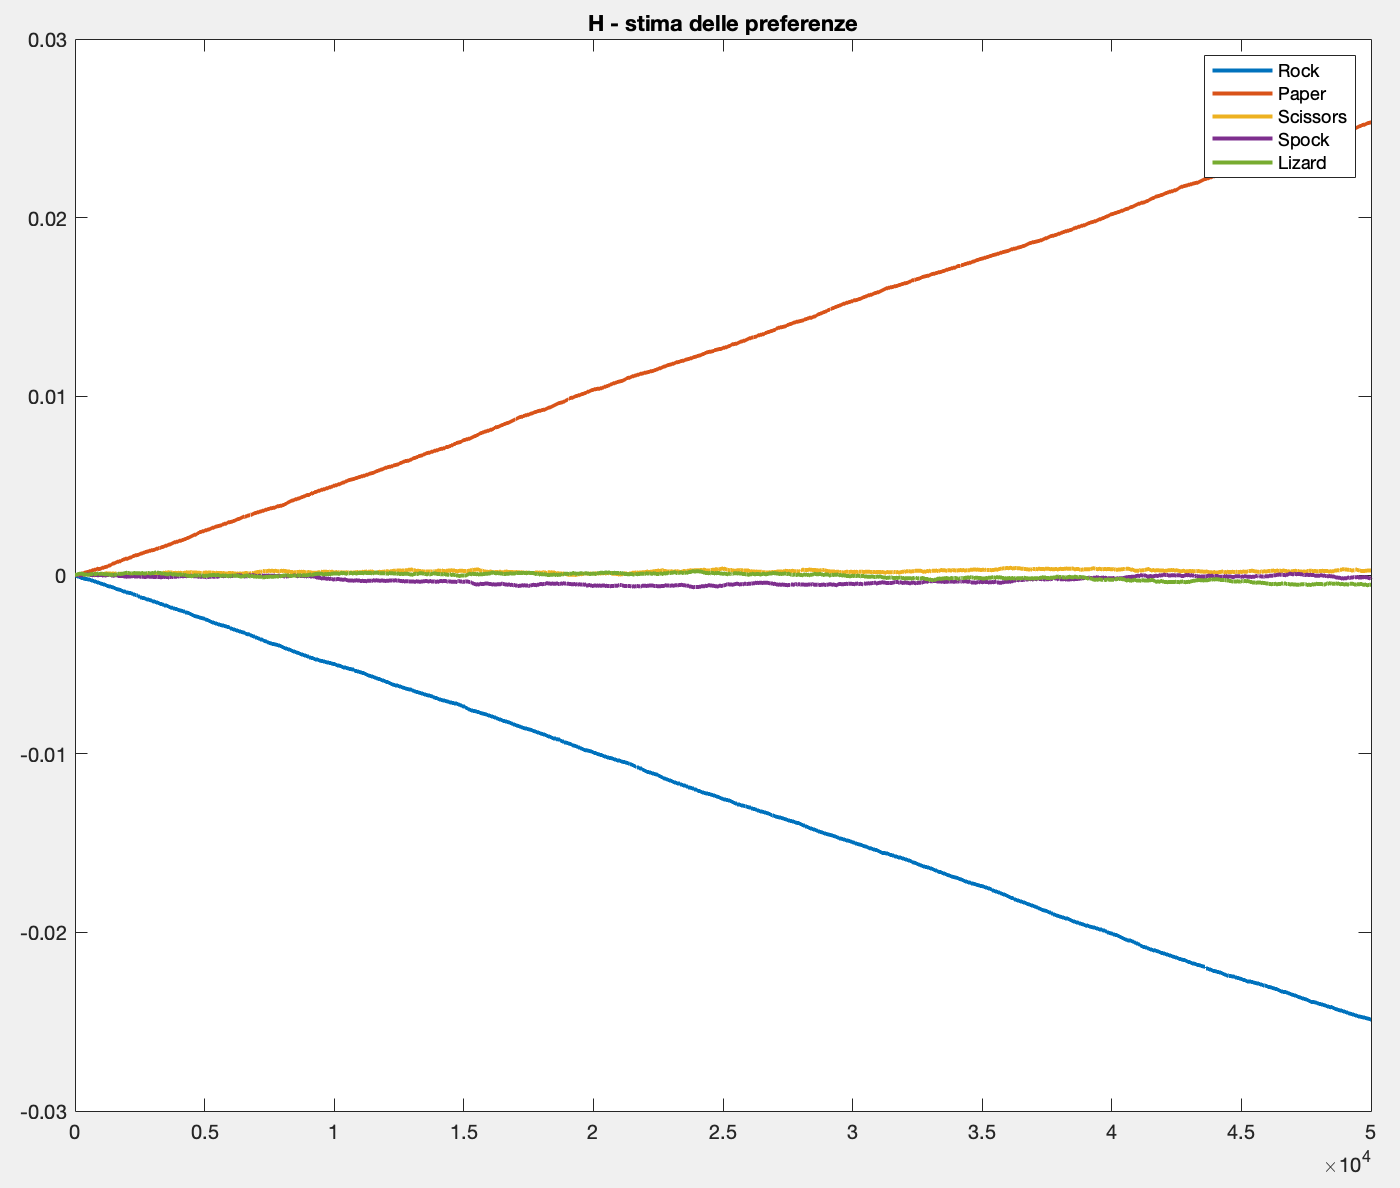 H - stima delle preferenze
Rock
Paper
Scissors
Spock
Lizard
0.03
0.02
0.01
0
-0.01
-0.02
-0.03
0 0.5 1 1.5 2 2.5 3 3.5 4 4.5 5
×10⁴